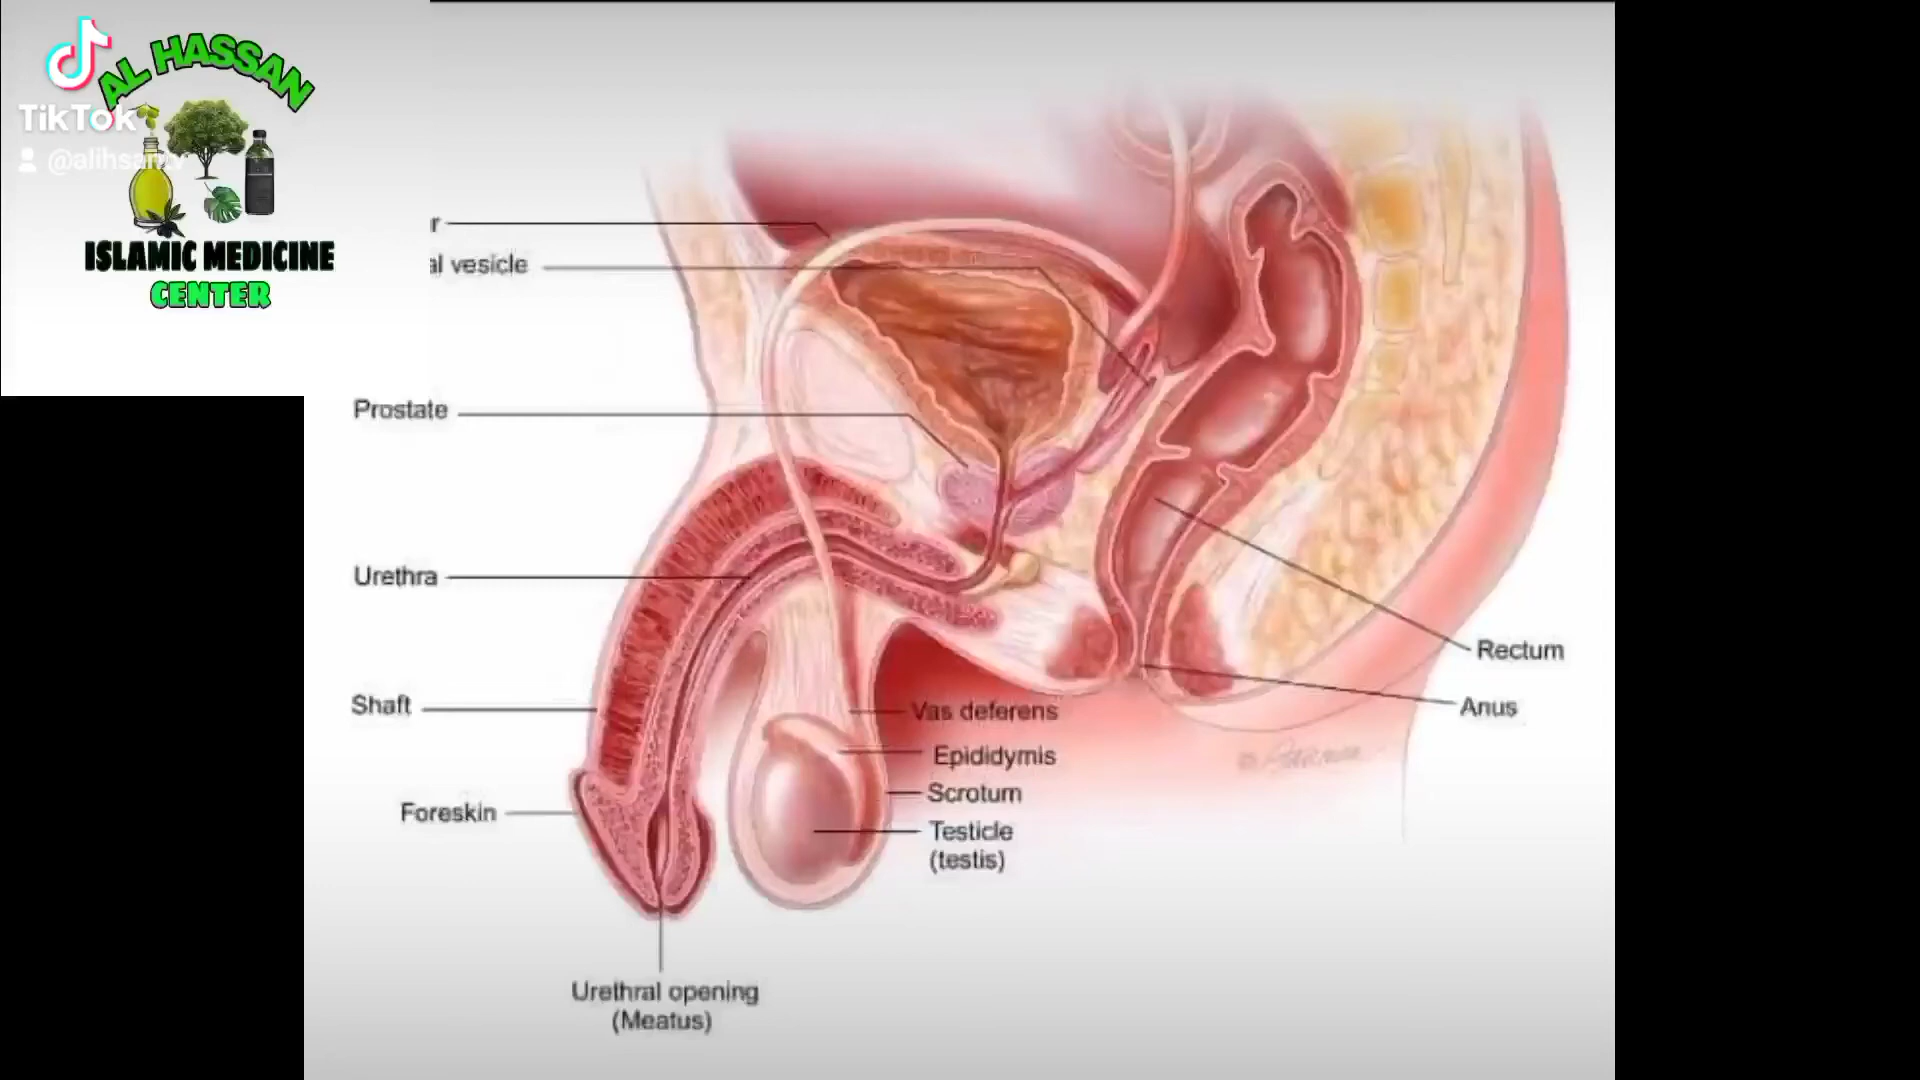 AL HASSAN
TikTok
ISLAMIC MEDICINE
CENTER
r
al vesicle
Prostate
Urethra
Shaft
Foreskin
Vas deferens
Epididymis
Scrotum
Testicle
(testis)
Rectum
Anus
Urethral opening
(Meatus)